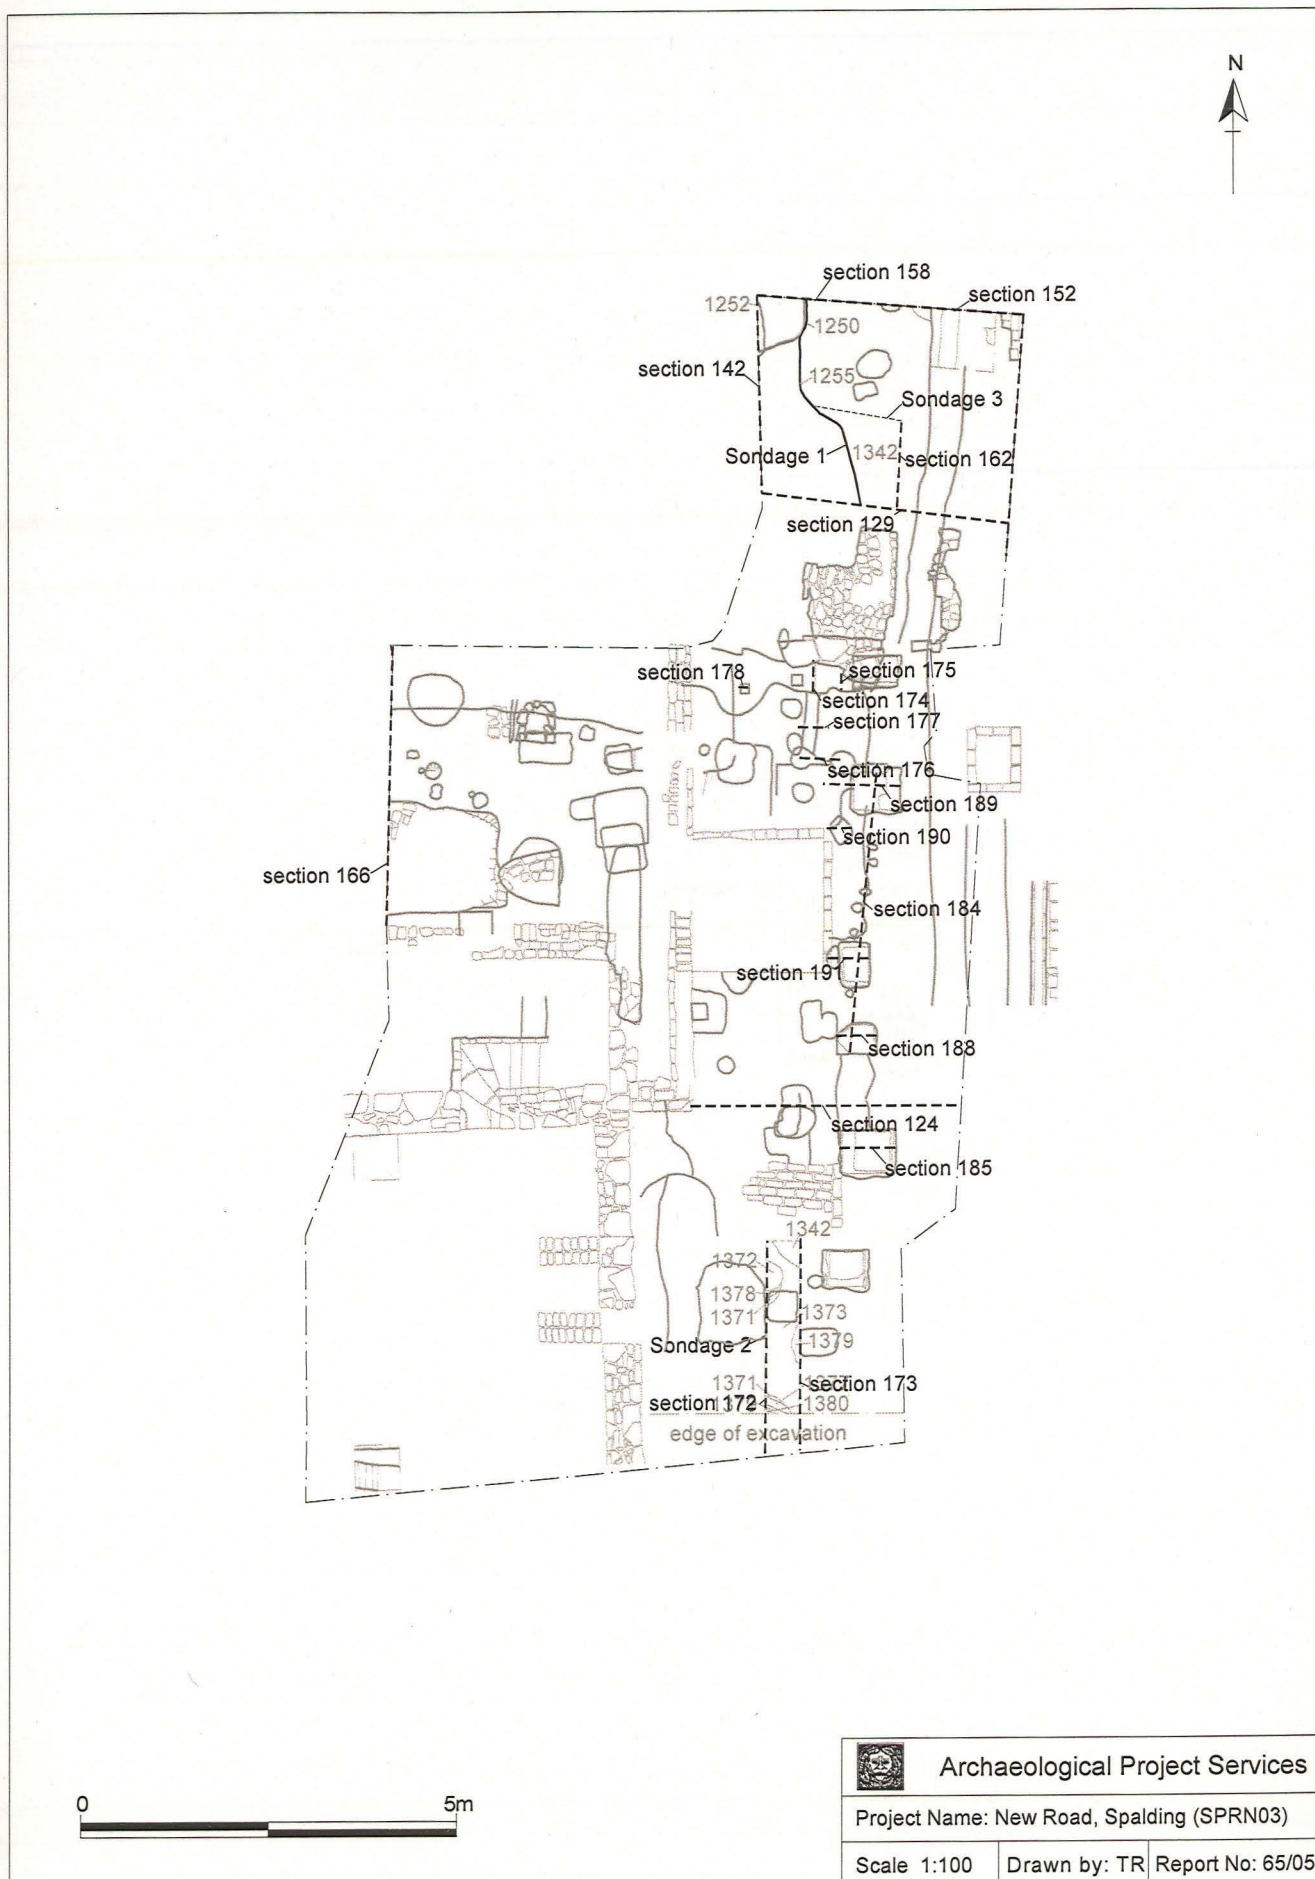 N
section 158
section 152
1252
1250
section 142
1255
Sondage 3
Sondage 1
1342
section 162
section 129
section 178
section 175
section 174
section 177
section 176
section 189
section 190
section 166
section 184
section 191
section 188
section 124
section 185
1342
1372
1378
1371
1373
Sondage 2
1379
1371
section 173
section 172
1380
edge of excavation
0 5m
Archaeological Project Services
Project Name: New Road, Spalding (SPRN03)
Scale 1:100
Drawn by: TR
Report No: 65/05